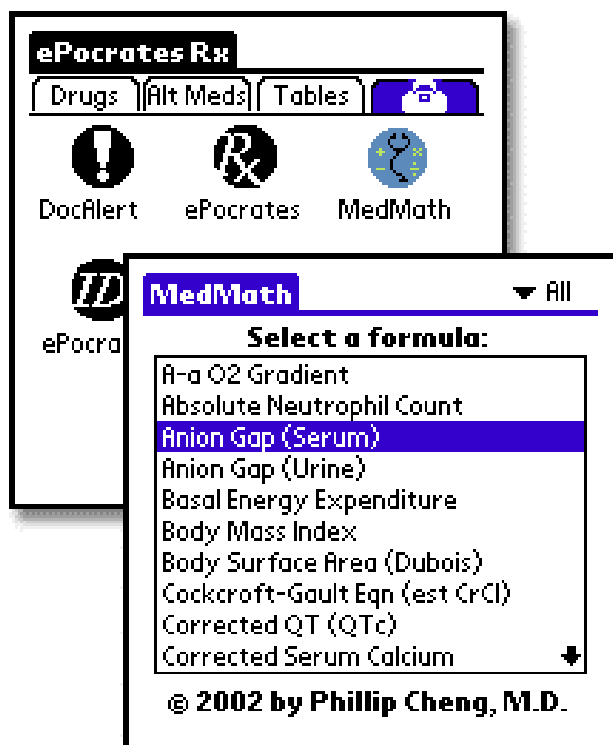 ePocrates Rx
Drugs Alt Meds Tables
DocAlert ePocrates MedMath
ID
ePocra
MedMath All
Select a formula:
A-a O2 Gradient
Absolute Neutrophil Count
Anion Gap (Serum)
Anion Gap (Urine)
Basal Energy Expenditure
Body Mass Index
Body Surface Area (Dubois)
Cockcroft-Gault Eqn (est CrCl)
Corrected QT (QTc)
Corrected Serum Calcium
© 2002 by Phillip Cheng, M.D.